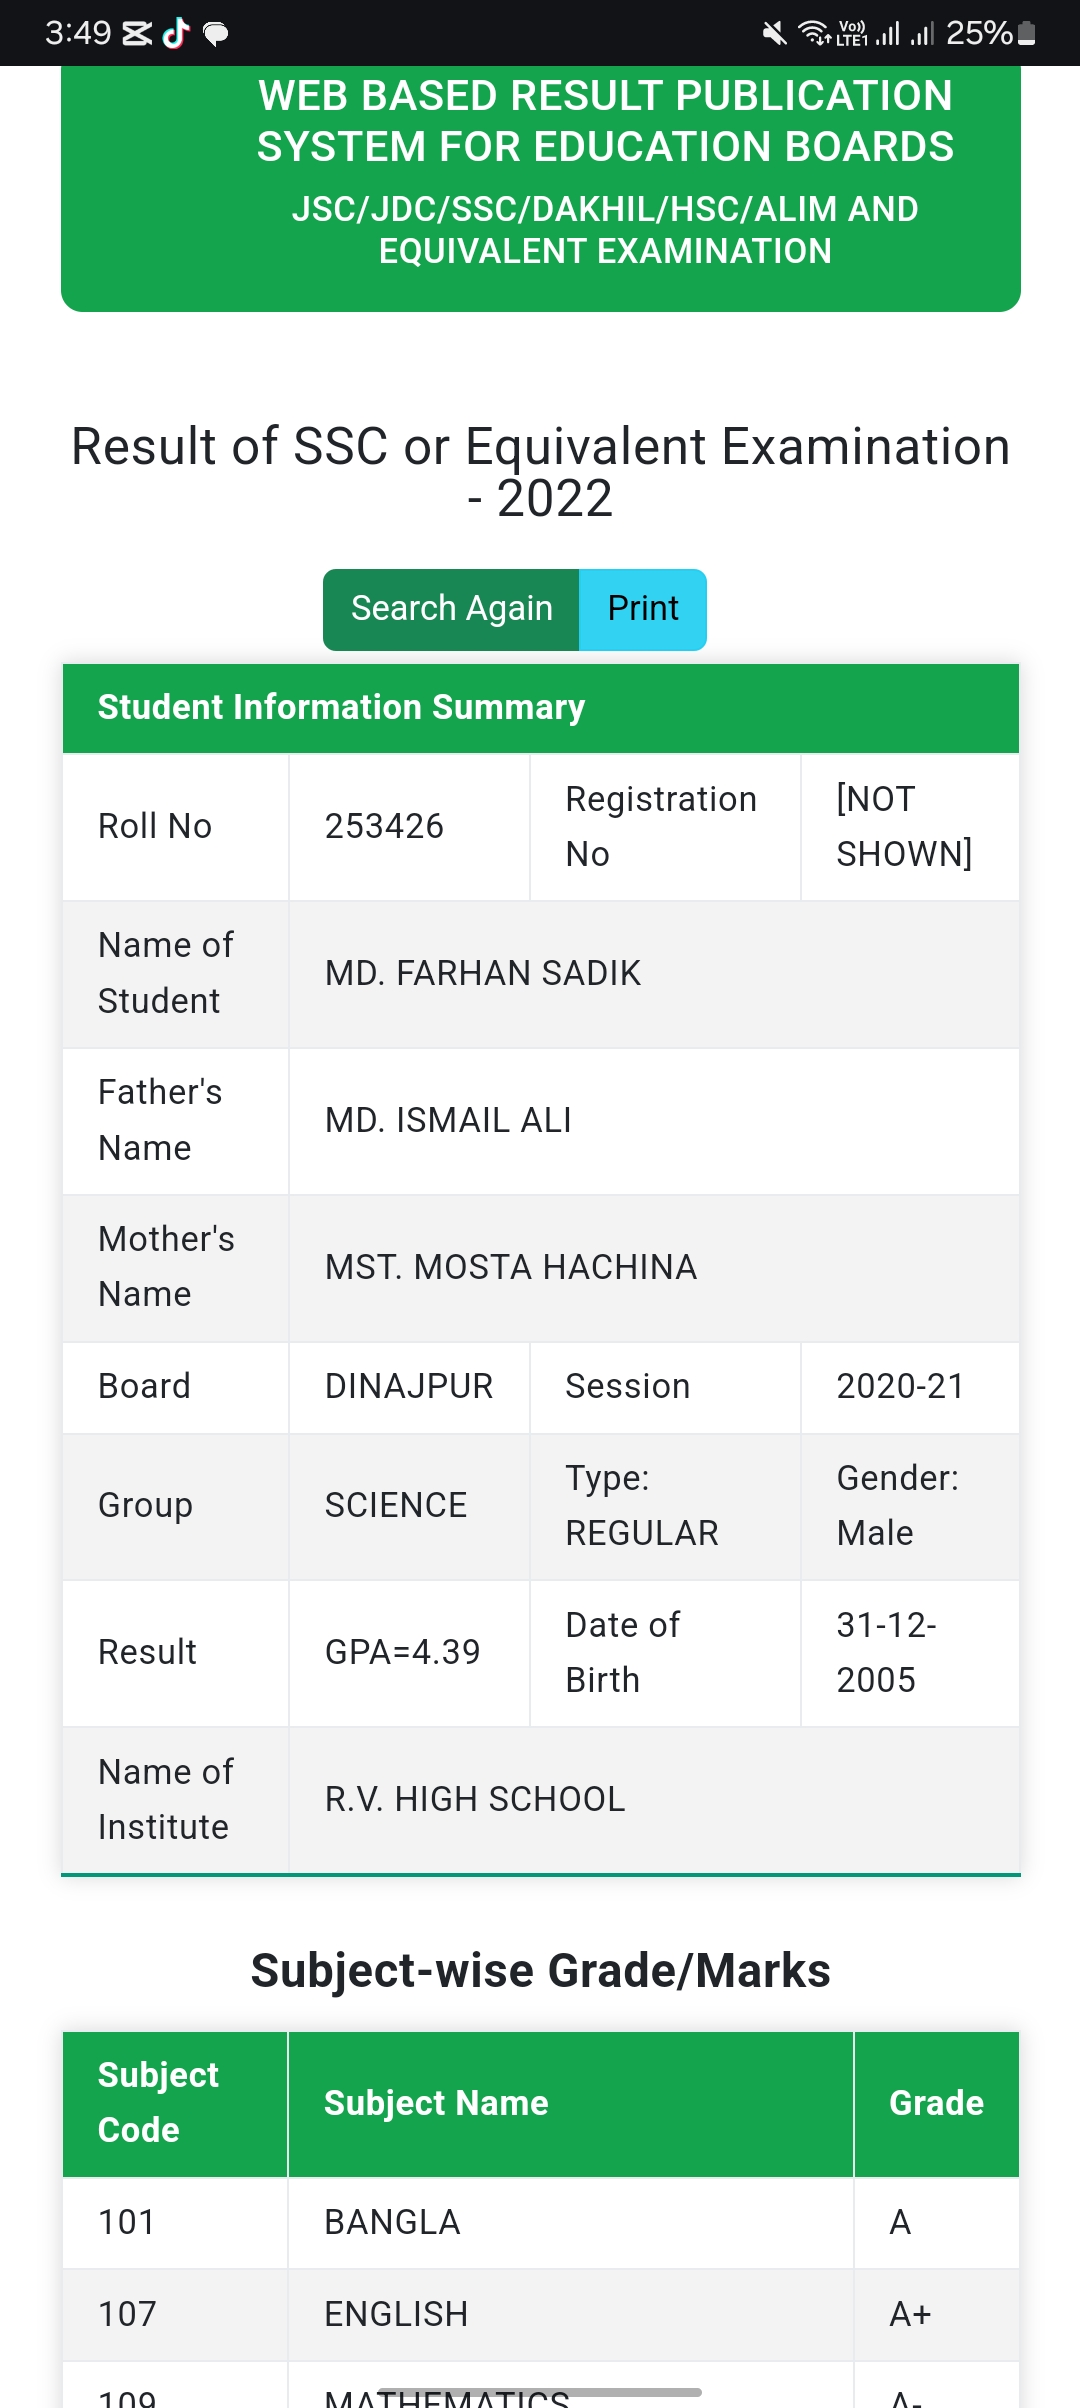 3:49
Vo))
LTE1
25%
WEB BASED RESULT PUBLICATION
SYSTEM FOR EDUCATION BOARDS
JSC/JDC/SSC/DAKHIL/HSC/ALIM AND
EQUIVALENT EXAMINATION
Result of SSC or Equivalent Examination
- 2022
Search Again Print
Student Information Summary
Roll No 253426 Registration No [NOT SHOWN]
Name of Student MD. FARHAN SADIK
Father's Name MD. ISMAIL ALI
Mother's Name MST. MOSTA HACHINA
Board DINAJPUR Session 2020-21
Group SCIENCE Type: REGULAR Gender: Male
Result GPA=4.39 Date of Birth 31-12-2005
Name of Institute R.V. HIGH SCHOOL
Subject-wise Grade/Marks
Subject Code Subject Name Grade
101 BANGLA A
107 ENGLISH A+
109 MATHEMATICS A-